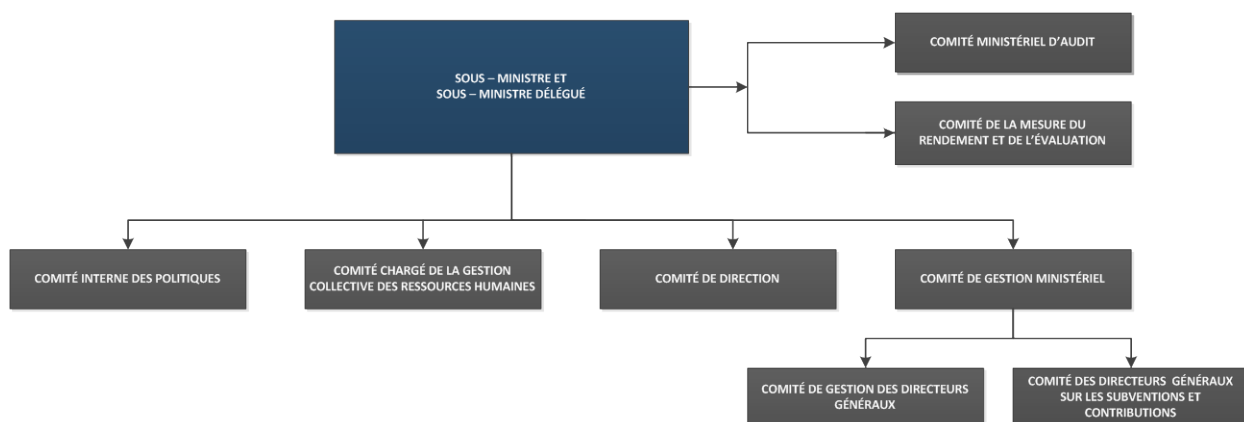 COMITÉ MINISTÉRIEL D'AUDIT
SOUS – MINISTRE ET
SOUS – MINISTRE DÉLÉGUÉ
COMITÉ DE LA MESURE DU
RENDEMENT ET DE L'ÉVALUATION
COMITÉ INTERNE DES POLITIQUES
COMITÉ CHARGÉ DE LA GESTION
COLLECTIVE DES RESSOURCES HUMAINES
COMITÉ DE DIRECTION
COMITÉ DE GESTION MINISTÉRIEL
COMITÉ DE GESTION DES DIRECTEURS
GÉNÉRAUX
COMITÉ DES DIRECTEURS GÉNÉRAUX
SUR LES SUBVENTIONS ET
CONTRIBUTIONS